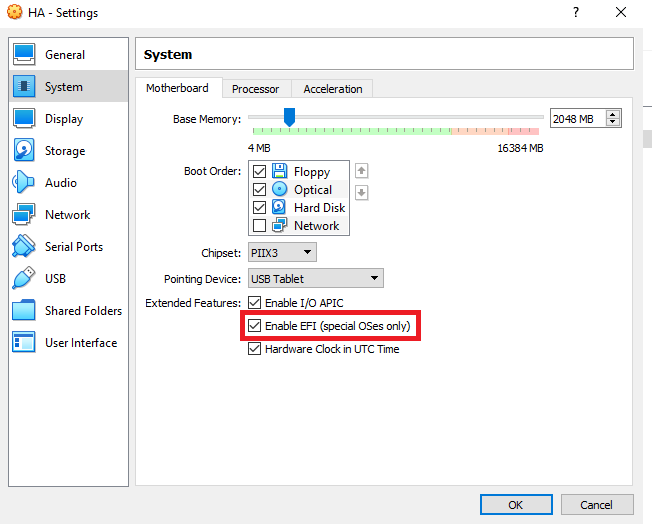 HA - Settings
General
System
Display
Storage
Audio
Network
Serial Ports
USB
Shared Folders
User Interface
System
Motherboard Processor Acceleration
Base Memory: 2048 MB
4 MB 16384 MB
Boot Order: Floppy
Optical
Hard Disk
Network
Chipset: PIIX3
Pointing Device: USB Tablet
Extended Features: Enable I/O APIC
Enable EFI (special OSes only)
Hardware Clock in UTC Time
OK Cancel